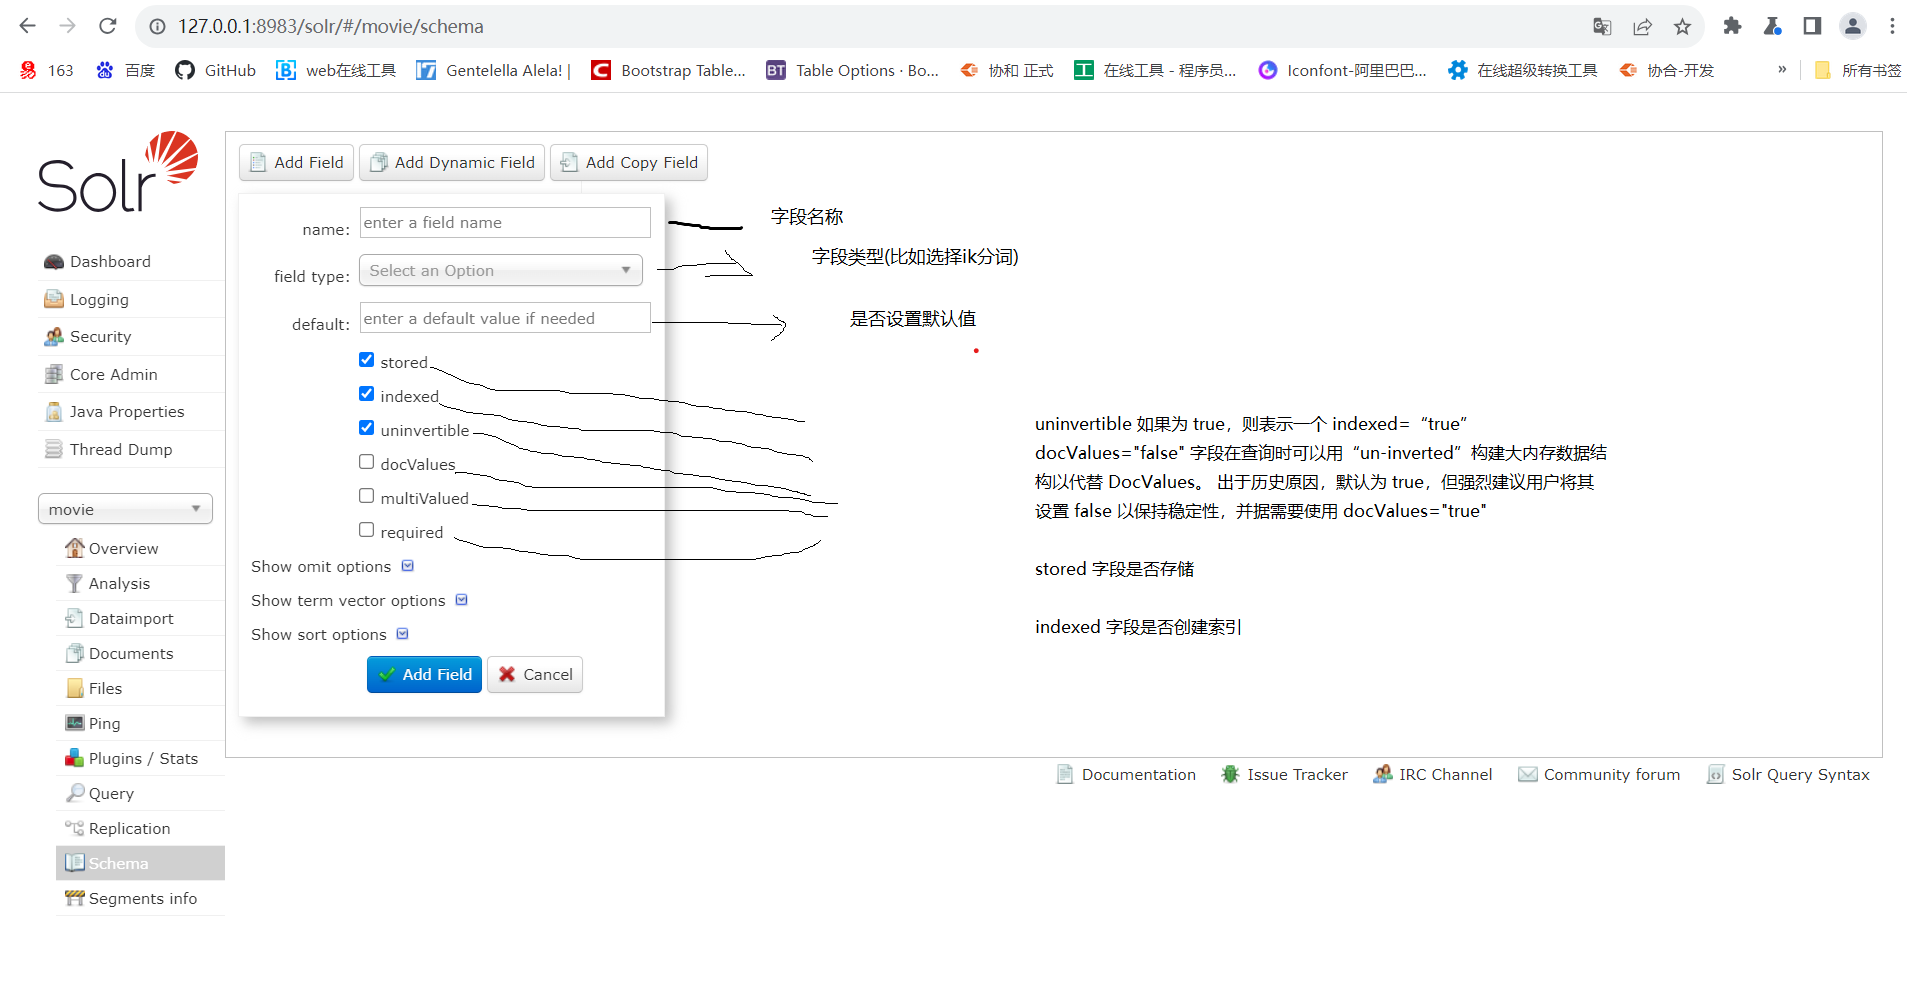 127.0.0.1:8983/solr/#/movie/schema
163 百度 GitHub web在线工具 Gentelella Alela! | Bootstrap Table... Table Options · Bo... 协和 正式 在线工具 - 程序员... Iconfont-阿里巴巴... 在线超级转换工具 协合-开发 » 所有书签
Solr
Add Field Add Dynamic Field Add Copy Field
name: enter a field name 字段名称
field type: Select an Option 字段类型(比如选择ik分词)
default: enter a default value if needed 是否设置默认值
stored
indexed
uninvertible
docValues
multiValued
required
Show omit options
Show term vector options
Show sort options
Add Field Cancel
uninvertible 如果为 true，则表示一个 indexed=“true”
docValues="false" 字段在查询时可以用“un-inverted”构建大内存数据结
构以代替 DocValues。 出于历史原因，默认为 true，但强烈建议用户将其
设置 false 以保持稳定性，并据需要使用 docValues="true"
stored 字段是否存储
indexed 字段是否创建索引
Dashboard
Logging
Security
Core Admin
Java Properties
Thread Dump
movie
Overview
Analysis
Dataimport
Documents
Files
Ping
Plugins / Stats
Query
Replication
Schema
Segments info
Documentation Issue Tracker IRC Channel Community forum Solr Query Syntax